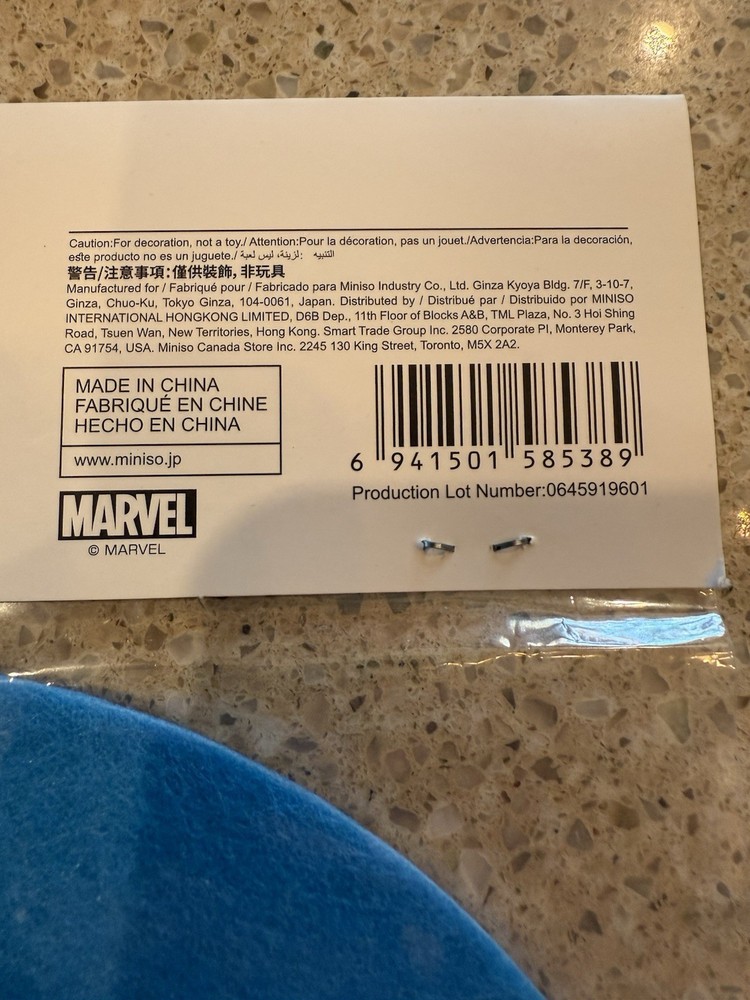 Caution:For decoration, not a toy./ Attention:Pour la décoration, pas un jouet./Advertencia:Para la decoración,
este producto no es un juguete./ التنبيه: لزينة، ليس لعبة
警告/注意事項:僅供裝飾, 非玩具
Manufactured for / Fabriqué pour / Fabricado para Miniso Industry Co., Ltd. Ginza Kyoya Bldg. 7/F, 3-10-7,
Ginza, Chuo-Ku, Tokyo Ginza, 104-0061, Japan. Distributed by / Distribué par / Distribuido por MINISO
INTERNATIONAL HONGKONG LIMITED, D6B Dep., 11th Floor of Blocks A&B, TML Plaza, No. 3 Hoi Shing
Road, Tsuen Wan, New Territories, Hong Kong. Smart Trade Group Inc. 2580 Corporate Pl, Monterey Park,
CA 91754, USA. Miniso Canada Store Inc. 2245 130 King Street, Toronto, M5X 2A2.
MADE IN CHINA
FABRIQUÉ EN CHINE
HECHO EN CHINA
www.miniso.jp
6 941501 585389
Production Lot Number:0645919601
MARVEL
© MARVEL